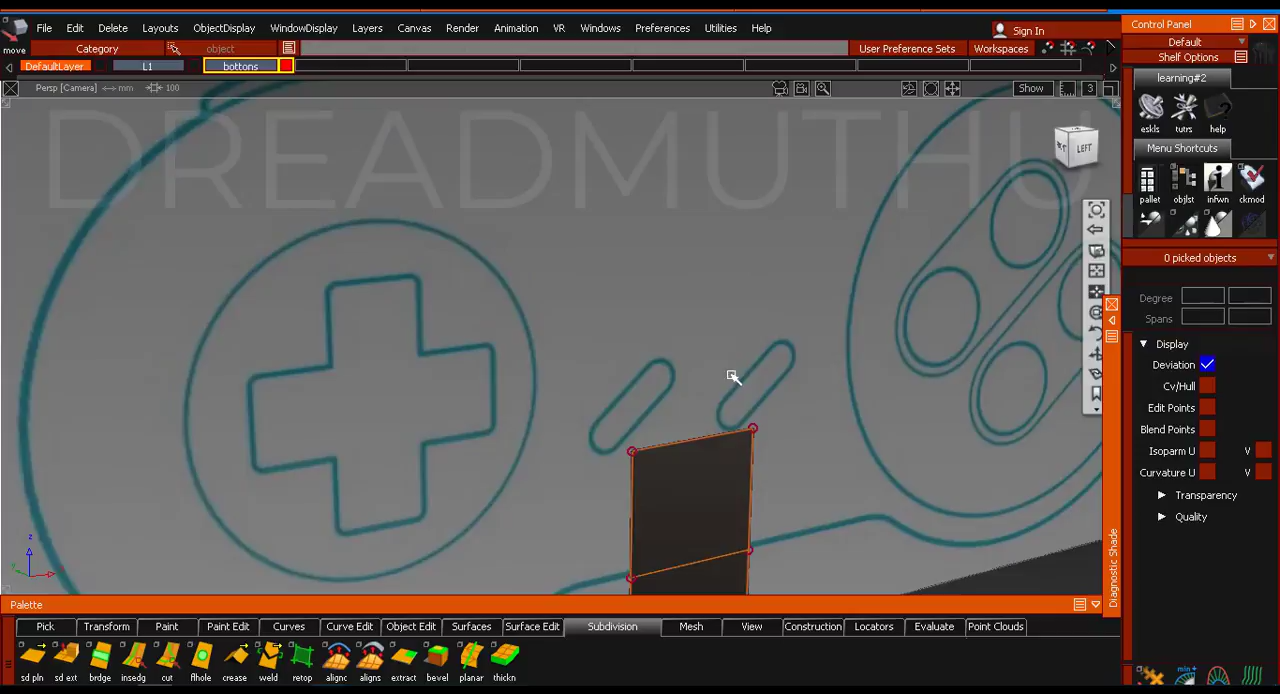 File Edit Delete Layouts ObjectDisplay WindowDisplay Layers Canvas Render Animation VR Windows Preferences Utilities Help
Sign In
move Category object User Preference Sets Workspaces
DefaultLayer L1 bottons
Persp [Camera] mm 100 Show 3
DREADMUTHU
LEFT
Control Panel
Default
Shelf Options
learning#2
eskls tutrs help
Menu Shortcuts
pallet objlst infwn ckmod
0 picked objects
Degree
Spans
Display
Deviation
Cv/Hull
Edit Points
Blend Points
Isoparm U V
Curvature U V
Transparency
Quality
Diagnostic Shade
z
x
y
Palette
Pick Transform Paint Paint Edit Curves Curve Edit Object Edit Surfaces Surface Edit Subdivision Mesh View Construction Locators Evaluate Point Clouds
sd pln sd ext brdge insedg cut flhole crease weld retop alignc aligns extract bevel planar thickn
min+